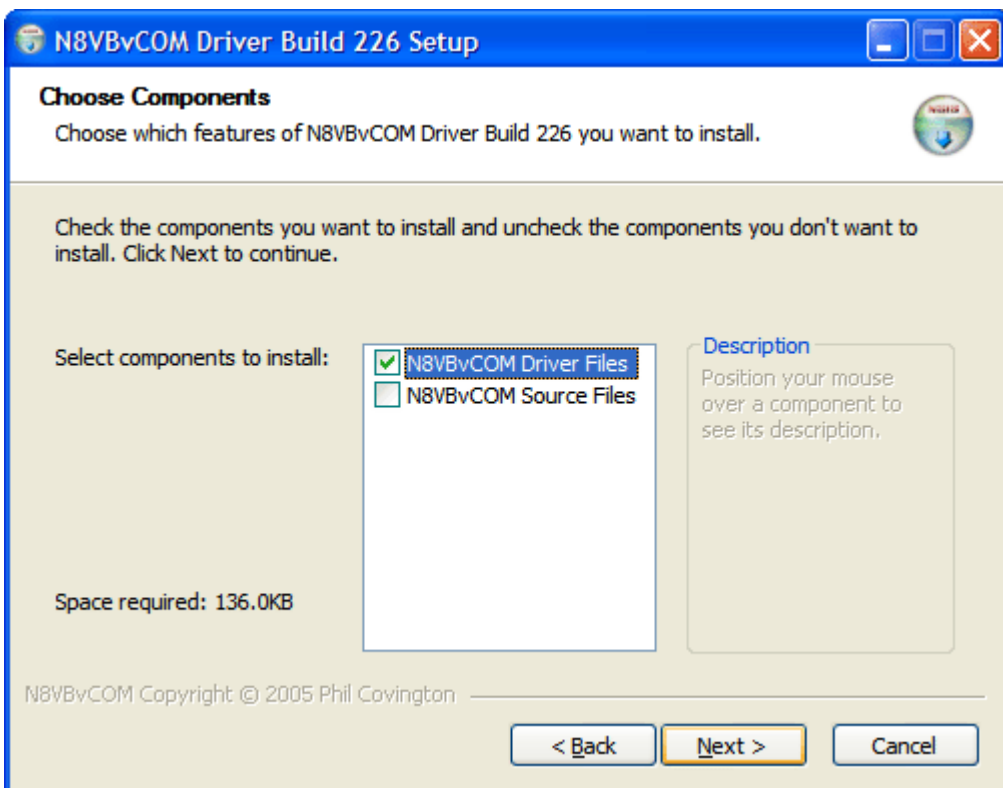 N8VBvCOM Driver Build 226 Setup
Choose Components
Choose which features of N8VBvCOM Driver Build 226 you want to install.
Check the components you want to install and uncheck the components you don't want to
install. Click Next to continue.
Select components to install:
N8VBvCOM Driver Files
N8VBvCOM Source Files
Description
Position your mouse
over a component to
see its description.
Space required: 136.0KB
N8VBvCOM Copyright © 2005 Phil Covington
< Back
Next >
Cancel